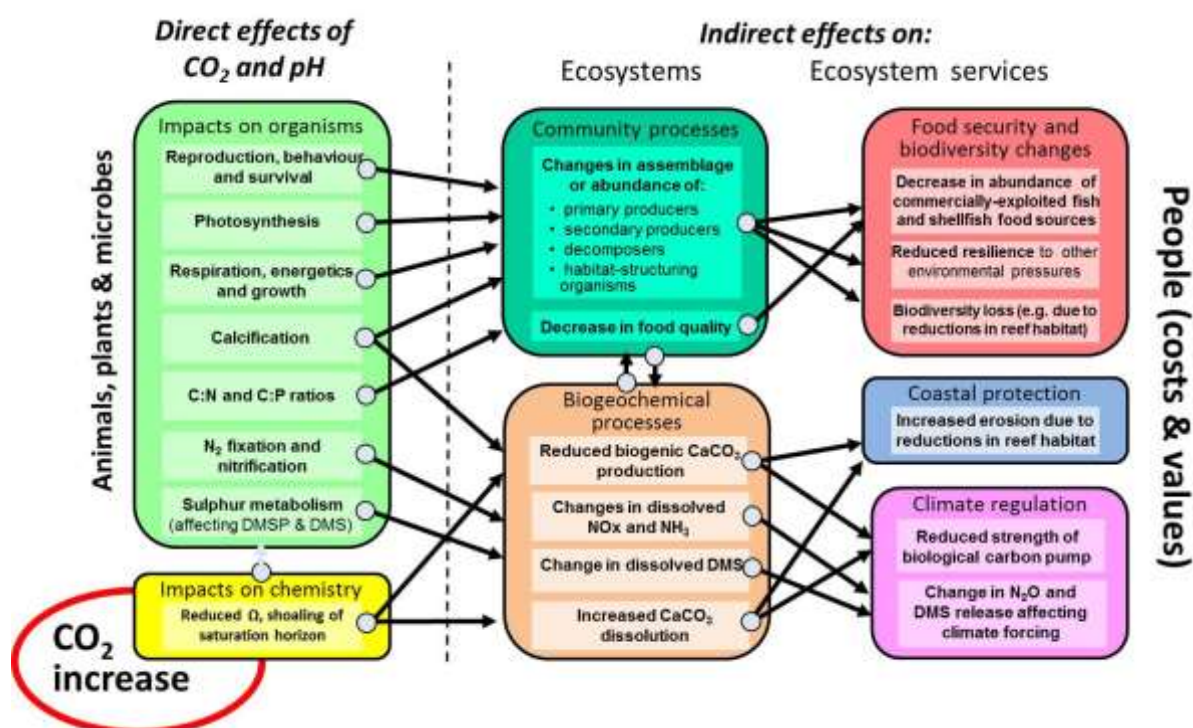 Direct effects of
CO₂ and pH
Indirect effects on:
Ecosystems
Ecosystem services
Animals, plants & microbes
Impacts on organisms
Reproduction, behaviour
and survival
Photosynthesis
Respiration, energetics
and growth
Calcification
C:N and C:P ratios
N₂ fixation and
nitrification
Sulphur metabolism
(affecting DMSP & DMS)
Impacts on chemistry
Reduced Ω, shoaling of
saturation horizon
CO₂
increase
Community processes
Changes in assemblage
or abundance of:
• primary producers
• secondary producers
• decomposers
• habitat-structuring
organisms
Decrease in food quality
Biogeochemical
processes
Reduced biogenic CaCO₃
production
Changes in dissolved
NOx and NH₃
Change in dissolved DMS
Increased CaCO₃
dissolution
Food security and
biodiversity changes
Decrease in abundance of
commercially-exploited fish
and shellfish food sources
Reduced resilience to other
environmental pressures
Biodiversity loss (e.g. due to
reductions in reef habitat)
Coastal protection
Increased erosion due to
reductions in reef habitat
Climate regulation
Reduced strength of
biological carbon pump
Change in N₂O and
DMS release affecting
climate forcing
People (costs & values)